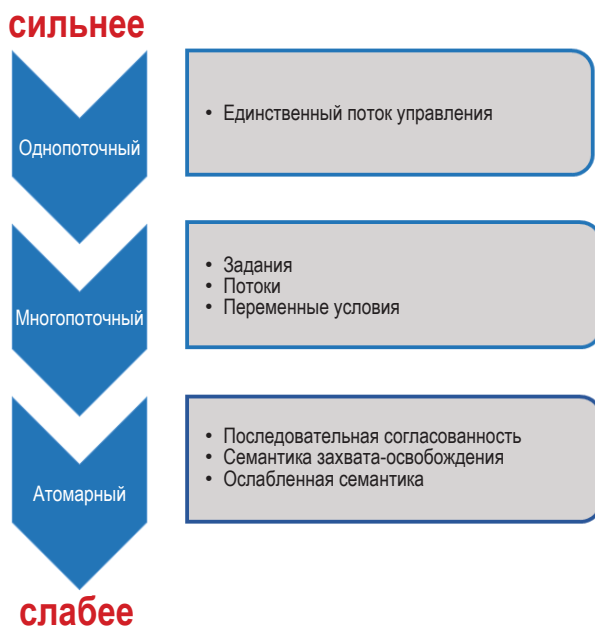 сильнее
Однопоточный
• Единственный поток управления
Многопоточный
• Задания
• Потоки
• Переменные условия
Атомарный
• Последовательная согласованность
• Семантика захвата-освобождения
• Ослабленная семантика
слабее